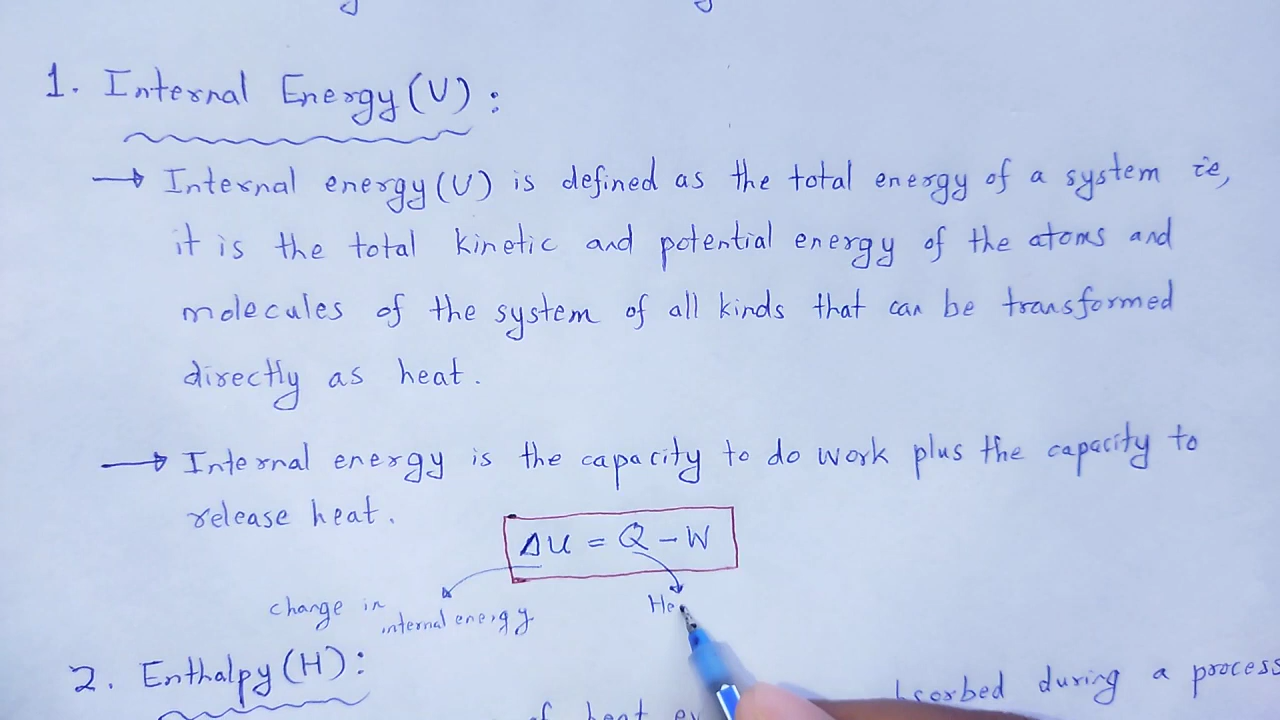 1. Internal Energy (U) :
→ Internal energy (U) is defined as the total energy of a system ie,
it is the total kinetic and potential energy of the atoms and
molecules of the system of all kinds that can be transformed
directly as heat.
→ Internal energy is the capacity to do work plus the capacity to
release heat.
ΔU = Q - W
change in internal energy
He
2. Enthalpy (H) :
of heat during a process